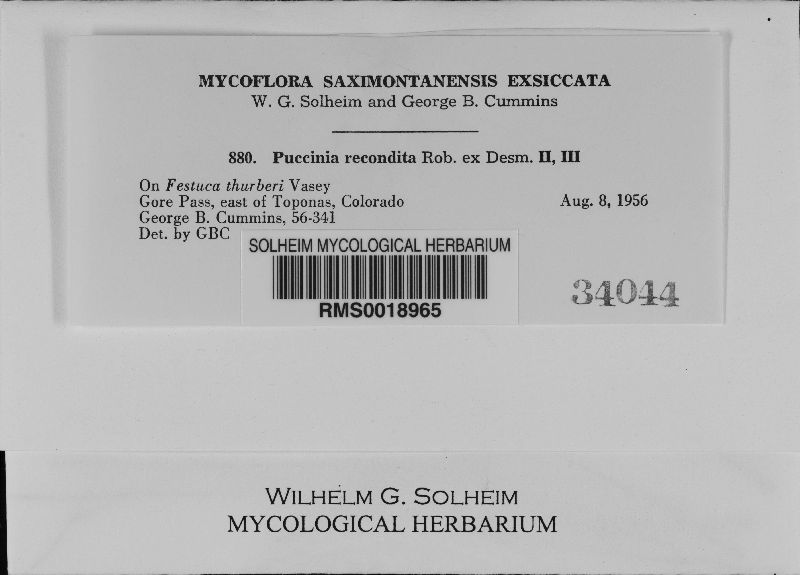 MYCOFLORA SAXIMONTANENSIS EXSICCATA
W. G. Solheim and George B. Cummins
880. Puccinia recondita Rob. ex Desm. II, III
On Festuca thurberi Vasey
Gore Pass, east of Toponas, Colorado Aug. 8, 1956
George B. Cummins, 56-341
Det. by GBC
SOLHEIM MYCOLOGICAL HERBARIUM
RMS0018965
34044
WILHELM G. SOLHEIM
MYCOLOGICAL HERBARIUM